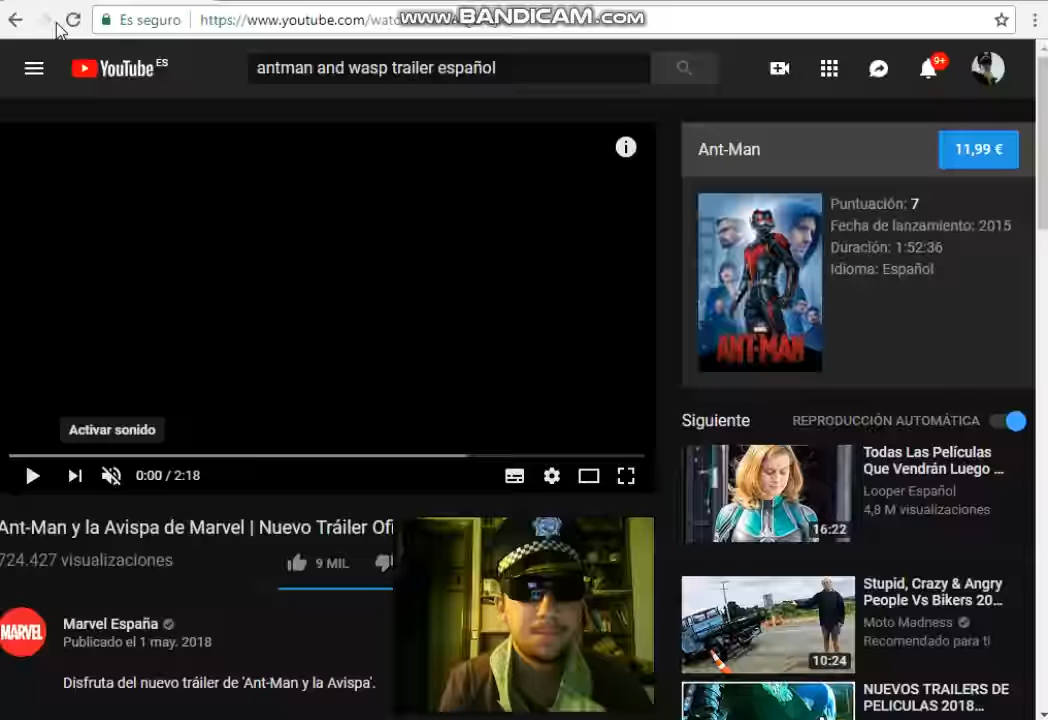 Es seguro
https://www.youtube.com/watc
www.BANDICAM.com
YouTube ES
antman and wasp trailer español
9+
Ant-Man
11,99 €
Puntuación: 7
Fecha de lanzamiento: 2015
Duración: 1:52:36
Idioma: Español
MARVEL
ANT-MAN
Activar sonido
0:00 / 2:18
Siguiente
REPRODUCCIÓN AUTOMÁTICA
Todas Las Películas
Que Vendrán Luego ...
Looper Español
4,8 M visualizaciones
16:22
Ant-Man y la Avispa de Marvel | Nuevo Tráiler Ofi
724.427 visualizaciones
9 MIL
Stupid, Crazy & Angry
People Vs Bikers 20...
Moto Madness
Recomendado para ti
10:24
MARVEL
Marvel España
Publicado el 1 may. 2018
Disfruta del nuevo tráiler de 'Ant-Man y la Avispa'.
NUEVOS TRAILERS DE
PELICULAS 2018...